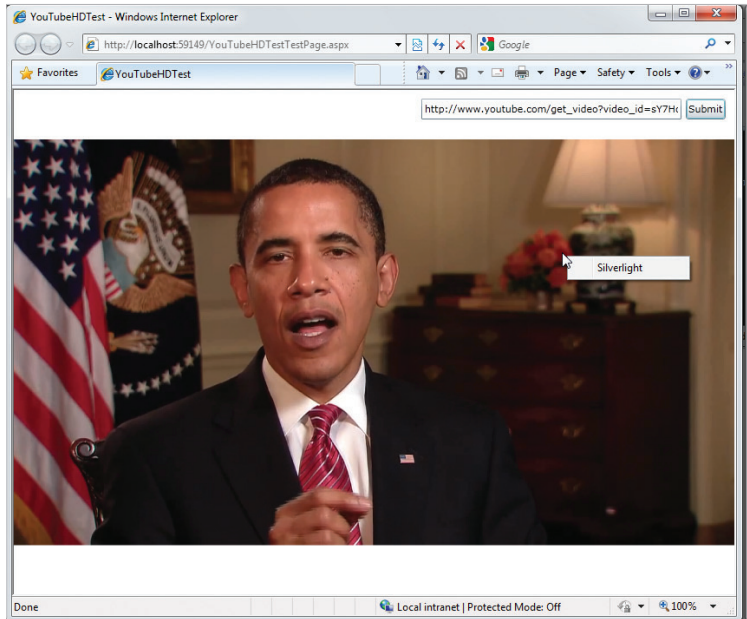 YouTubeHDTest - Windows Internet Explorer
http://localhost:59149/YouTubeHDTestTestPage.aspx
Google
Favorites
YouTubeHDTest
Page
Safety
Tools
http://www.youtube.com/get_video?video_id=sY7H
Submit
Silverlight
Done
Local intranet | Protected Mode: Off
100%